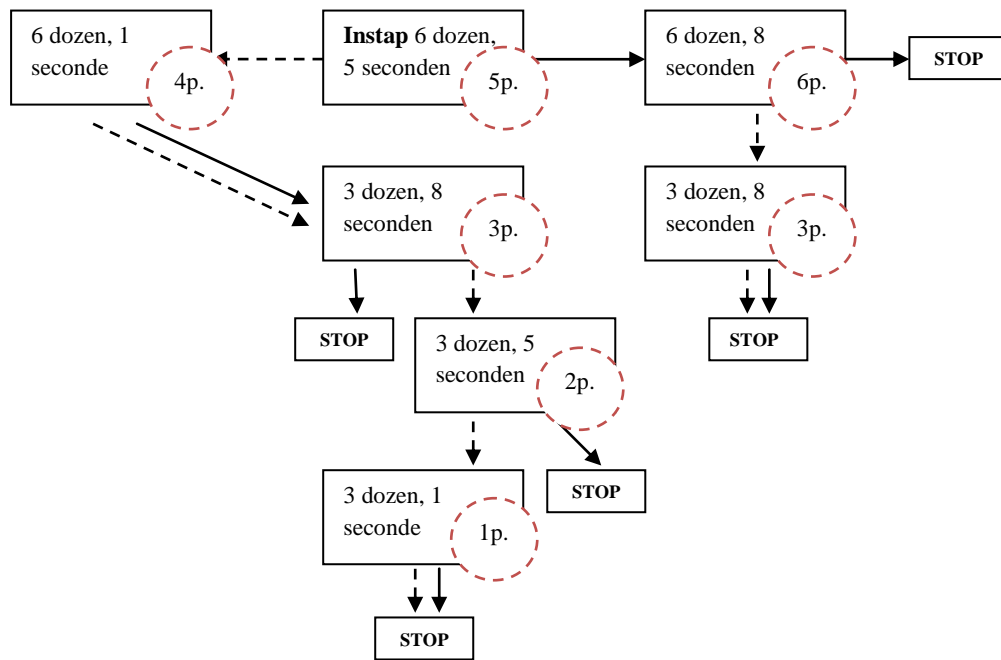 6 dozen, 1
seconde
4p.
Instap 6 dozen,
5 seconden
5p.
6 dozen, 8
seconden
6p.
STOP
3 dozen, 8
seconden
3p.
3 dozen, 8
seconden
3p.
STOP
STOP
3 dozen, 5
seconden
2p.
STOP
3 dozen, 1
seconde
1p.
STOP